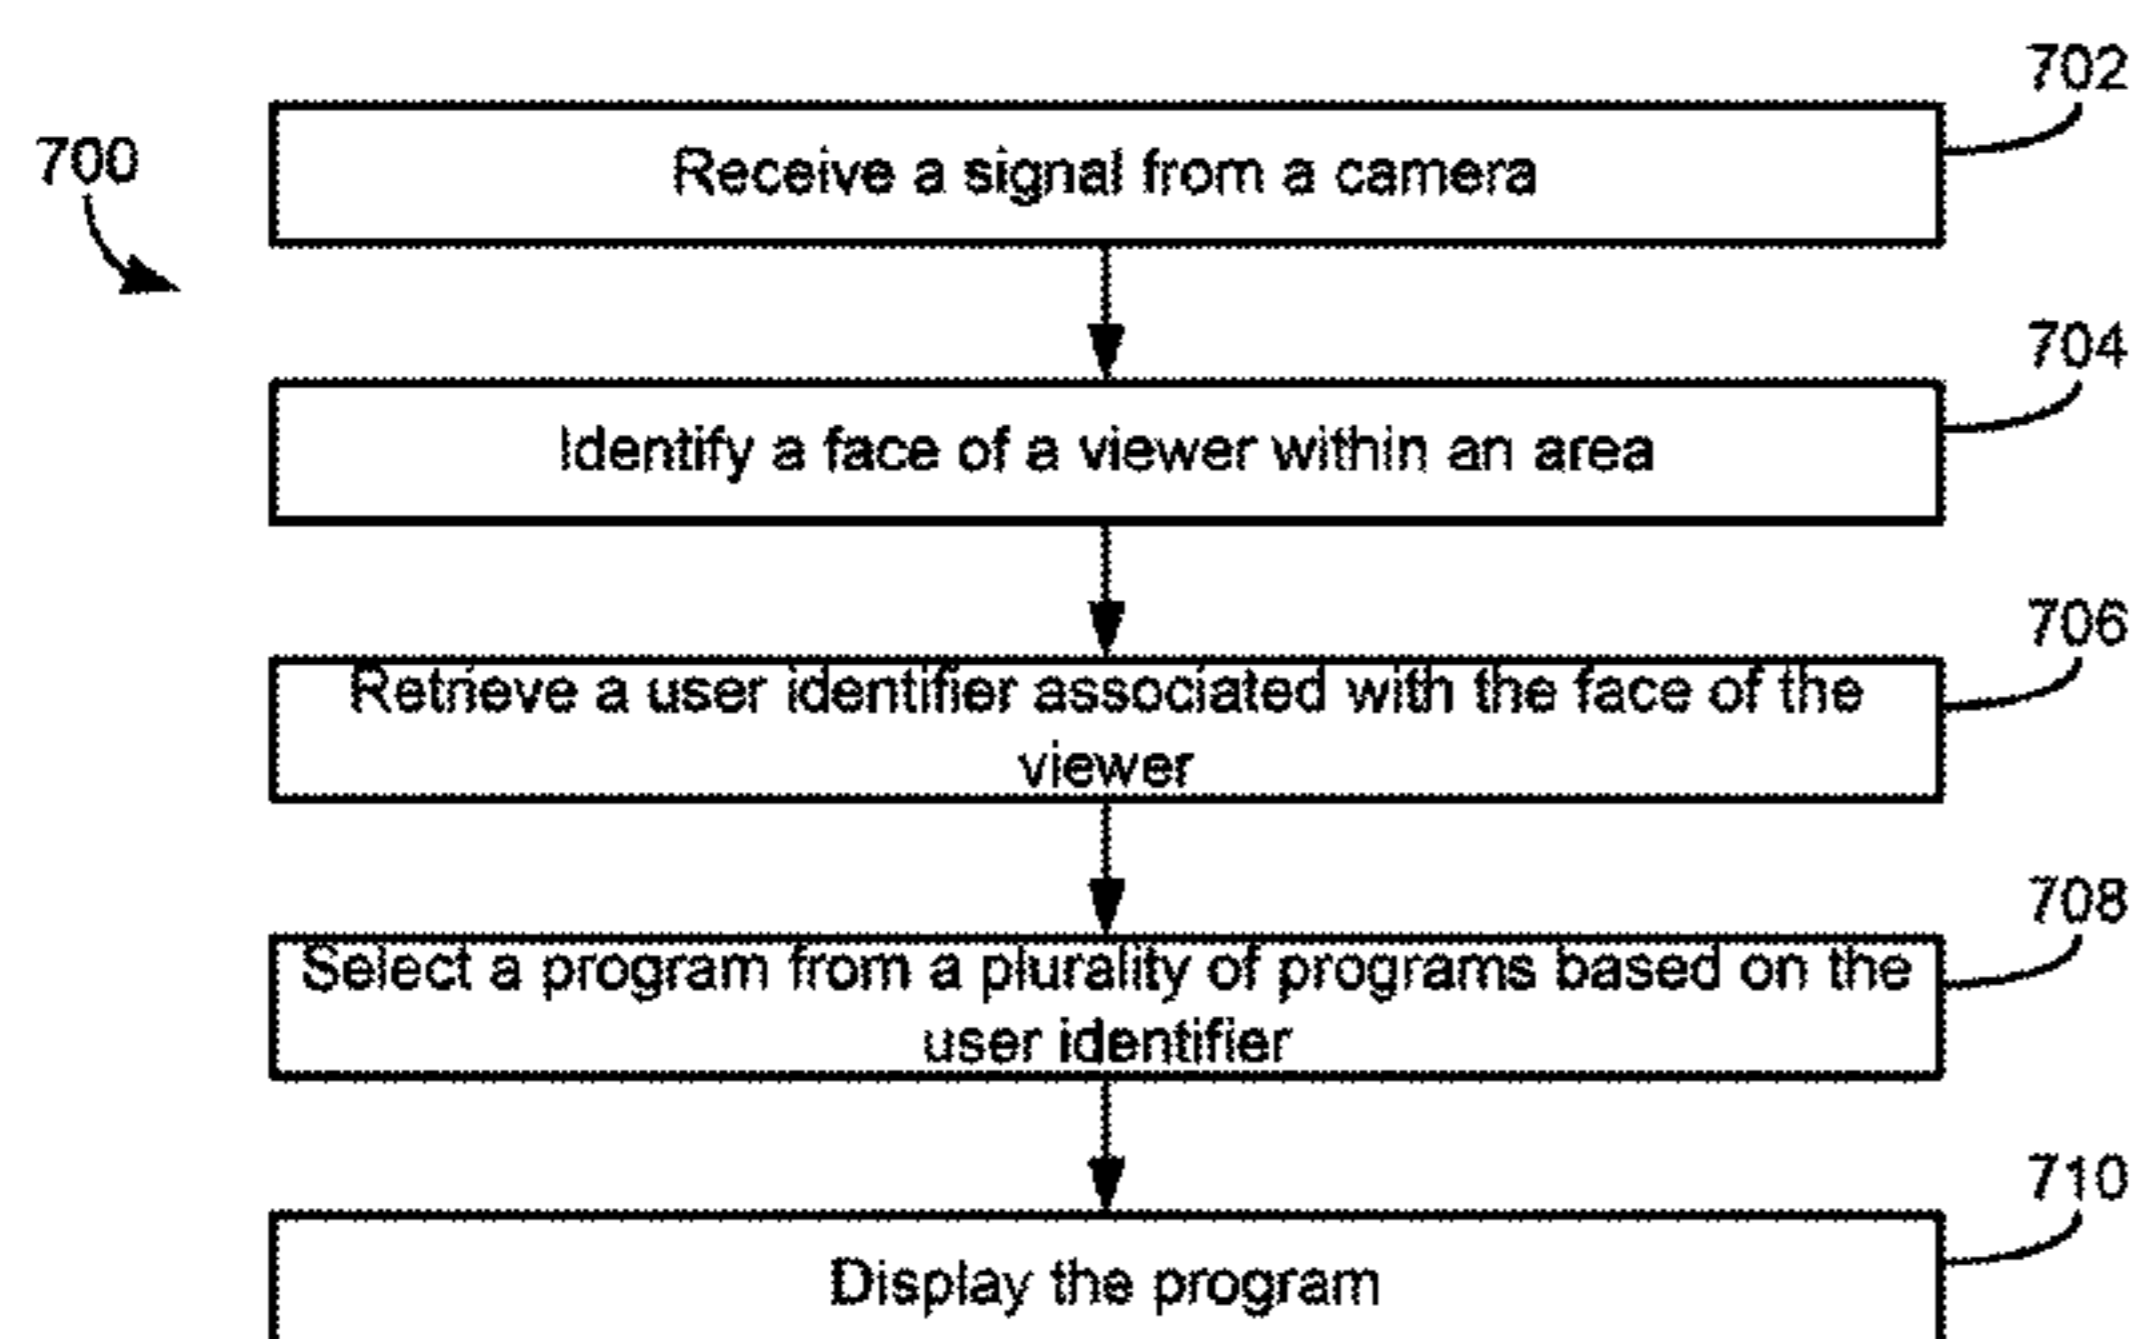 702
700
Receive a signal from a camera
704
Identify a face of a viewer within an area
706
Retrieve a user identifier associated with the face of the
viewer
708
Select a program from a plurality of programs based on the
user identifier
710
Display the program